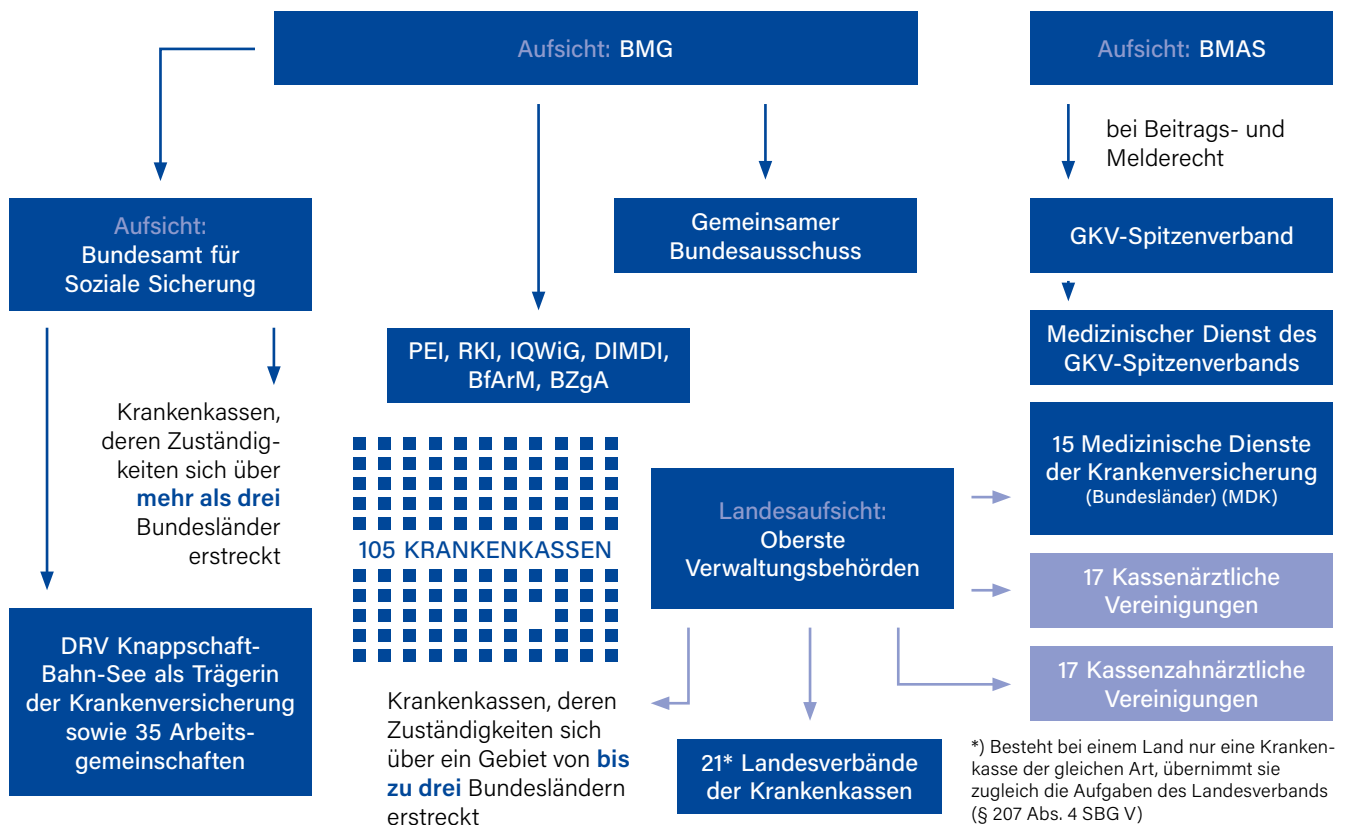 Aufsicht: BMG
Aufsicht: BMAS
bei Beitrags- und
Melderecht
Aufsicht:
Bundesamt für
Soziale Sicherung
Gemeinsamer
Bundesausschuss
GKV-Spitzenverband
PEI, RKI, IQWiG, DIMDI,
BfArM, BZgA
Medizinischer Dienst des
GKV-Spitzenverbands
Krankenkassen,
deren Zuständig-
keiten sich über
mehr als drei
Bundesländer
erstreckt
105 KRANKENKASSEN
Landesaufsicht:
Oberste
Verwaltungsbehörden
15 Medizinische Dienste
der Krankenversicherung
(Bundesländer) (MDK)
17 Kassenärztliche
Vereinigungen
17 Kassenzahnärztliche
Vereinigungen
DRV Knappschaft-
Bahn-See als Trägerin
der Krankenversicherung
sowie 35 Arbeits-
gemeinschaften
Krankenkassen, deren
Zuständigkeiten sich
über ein Gebiet von bis
zu drei Bundesländern
erstreckt
21* Landesverbände
der Krankenkassen
*) Besteht bei einem Land nur eine Kranken-
kasse der gleichen Art, übernimmt sie
zugleich die Aufgaben des Landesverbands
(§ 207 Abs. 4 SBG V)